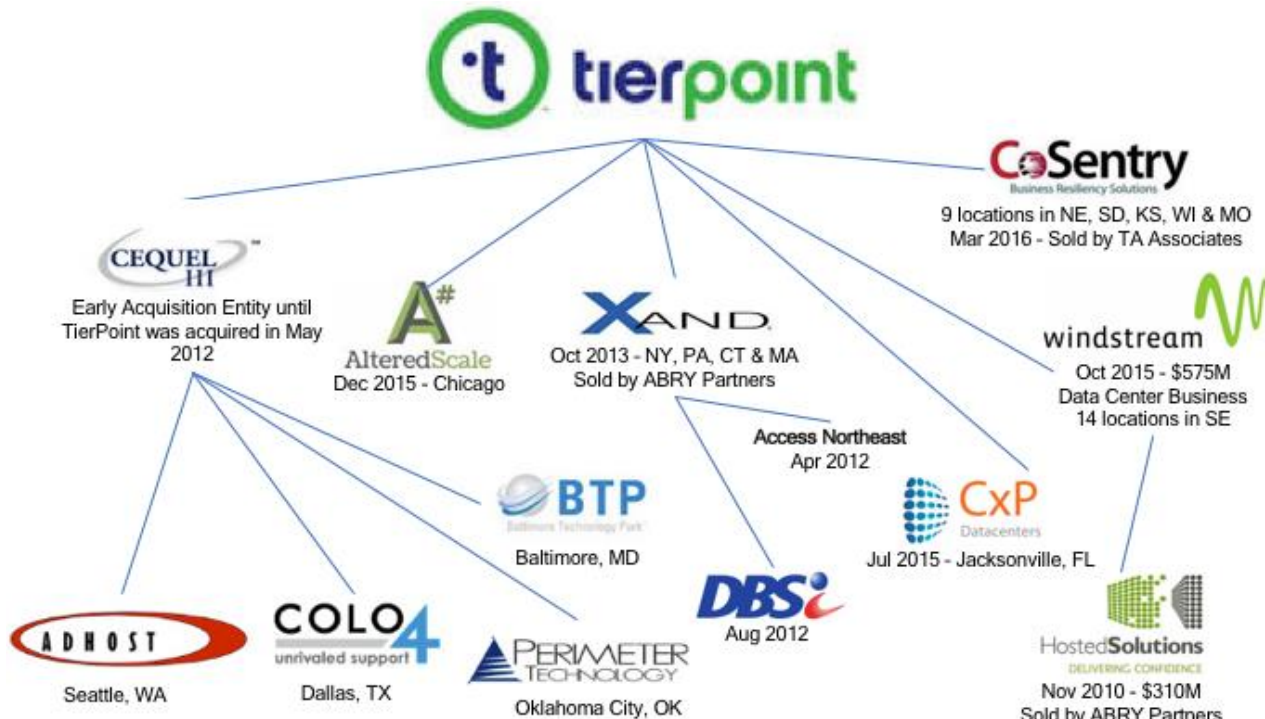 t tierpoint
CoSentry
Business Resiliency Solutions
9 locations in NE, SD, KS, WI & MO
Mar 2016 - Sold by TA Associates
CEQUEL III ™
Early Acquisition Entity until
TierPoint was acquired in May
2012
A#
AlteredScale
Dec 2015 - Chicago
XAND.
Oct 2013 - NY, PA, CT & MA
Sold by ABRY Partners
windstream
Oct 2015 - $575M
Data Center Business
14 locations in SE
Access Northeast
Apr 2012
BTP
Baltimore Technology Park
Baltimore, MD
CxP
Datacenters
Jul 2015 - Jacksonville, FL
DBSi
Aug 2012
ADHOST
Seattle, WA
COLO4
unrivaled support
Dallas, TX
PERIMETER
TECHNOLOGY
Oklahoma City, OK
HostedSolutions
DELIVERING CONFIDENCE
Nov 2010 - $310M
Sold by ABRY Partners